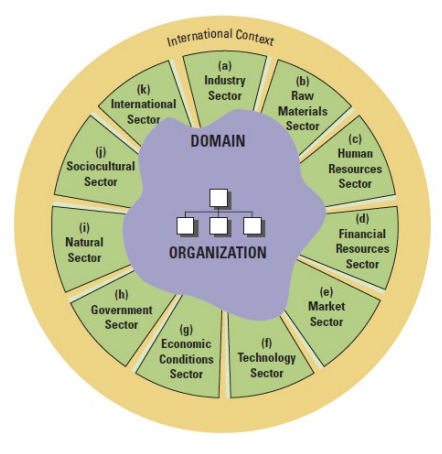 International Context
(a)
Industry
Sector
(b)
Raw
Materials
Sector
(c)
Human
Resources
Sector
(d)
Financial
Resources
Sector
(e)
Market
Sector
(f)
Technology
Sector
(g)
Economic
Conditions
Sector
(h)
Government
Sector
(i)
Natural
Sector
(j)
Sociocultural
Sector
(k)
International
Sector
DOMAIN
ORGANIZATION